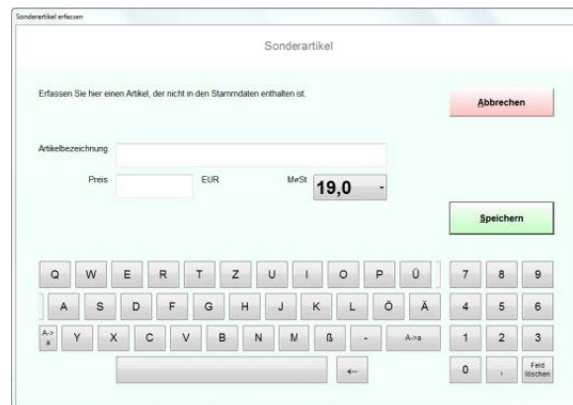 Sonderartikel erfassen
Sonderartikel
Erfassen Sie hier einen Artikel, der nicht in den Stammdaten enthalten ist.
Abbrechen
Artikelbezeichnung
Preis EUR MwSt 19,0
Speichern
Q W E R T Z U I O P Ü 7 8 9
A S D F G H J K L Ö Ä 4 5 6
A-> a Y X C V B N M ß - A->a 1 2 3
← 0 , Feld löschen